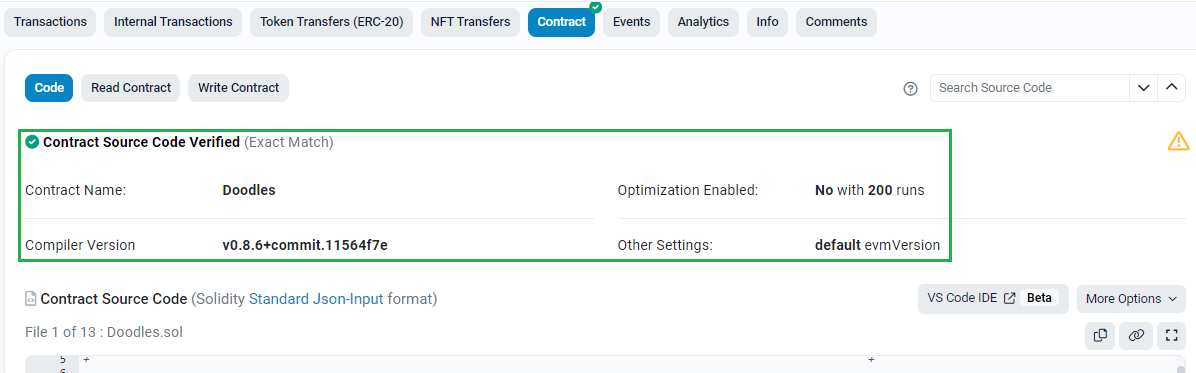 Transactions Internal Transactions Token Transfers (ERC-20) NFT Transfers Contract Events Analytics Info Comments
Code Read Contract Write Contract Search Source Code
Contract Source Code Verified (Exact Match)
Contract Name: Doodles Optimization Enabled: No with 200 runs
Compiler Version v0.8.6+commit.11564f7e Other Settings: default evmVersion
Contract Source Code (Solidity Standard Json-Input format) VS Code IDE Beta More Options
File 1 of 13 : Doodles.sol
5 + +
6